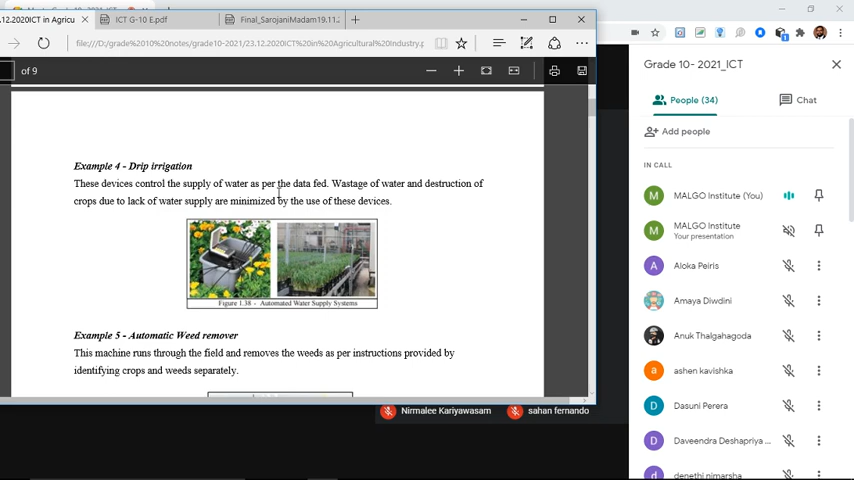 12.2020ICT in Agricu
ICT G-10 E.pdf
Final_SarojaniMadam19.11.2
file:///D:/grade%2010%20notes/grade10-2021/23.12.2020ICT%20in%20Agricultural%20Industry.p
of 9
Example 4 - Drip irrigation
These devices control the supply of water as per the data fed. Wastage of water and destruction of
crops due to lack of water supply are minimized by the use of these devices.
Figure 1.38 - Automated Water Supply Systems
Example 5 - Automatic Weed remover
This machine runs through the field and removes the weeds as per instructions provided by
identifying crops and weeds separately.
Nirmalee Kariyawasam
sahan fernando
Grade 10- 2021_ICT
People (34)
Chat
Add people
IN CALL
M
MALGO Institute (You)
M
MALGO Institute
Your presentation
A
Aloka Peiris
Amaya Diwdini
Anuk Thalgahagoda
a
ashen kavishka
D
Dasuni Perera
D
Daveendra Deshapriya ...
d
denethi nimarsha